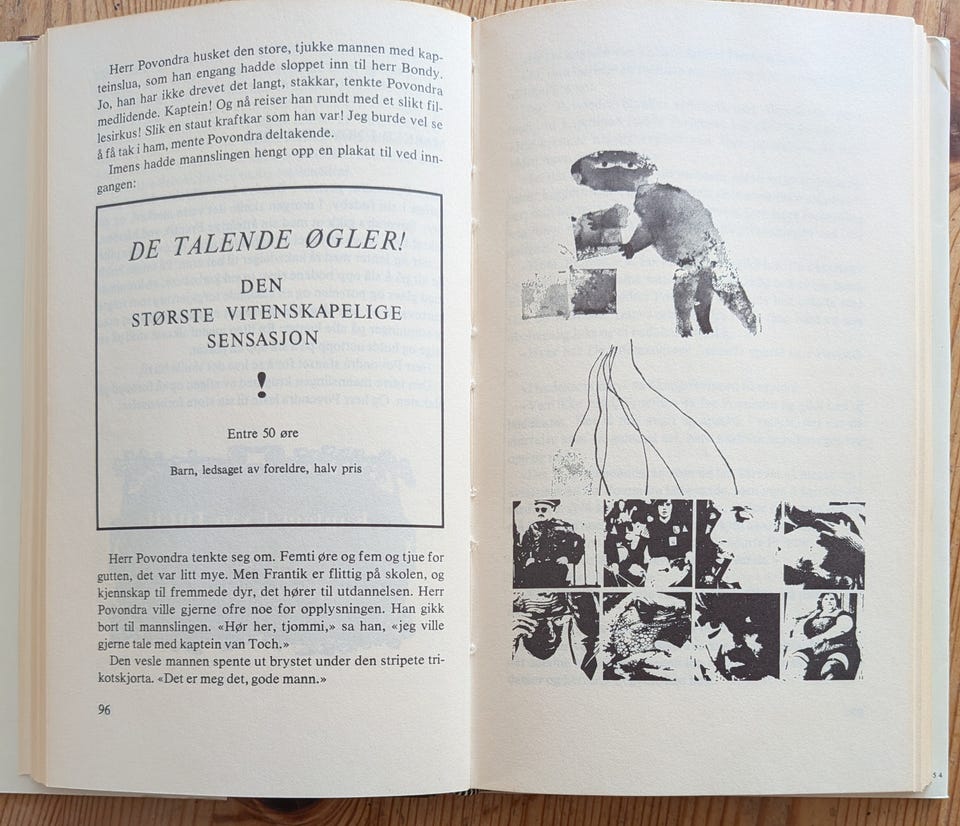 Herr Povondra husket den store, tjukke mannen med kap-
teinslua, som han engang hadde sloppet inn til herr Bondy.
Jo, han har ikke drevet det langt, stakkar, tenkte Povondra
medlidende. Kaptein! Og nå reiser han rundt med et slikt fil-
lesirkus! Slik en staut kraftkar som han var! Jeg burde vel se
å få tak i ham, mente Povondra deltakende.
Imens hadde mannslingen hengt opp en plakat til ved inn-
gangen:
DE TALENDE ØGLER!
DEN
STØRSTE VITENSKAPELIGE
SENSASJON
!
Entre 50 øre
Barn, ledsaget av foreldre, halv pris
Herr Povondra tenkte seg om. Femti øre og fem og tjue for
gutten, det var litt mye. Men Frantik er flittig på skolen, og
kjennskap til fremmede dyr, det hører til utdannelsen. Herr
Povondra ville gjerne ofre noe for opplysningen. Han gikk
bort til mannslingen. «Hør her, tjommi,» sa han, «jeg ville
gjerne tale med kaptein van Toch.»
Den vesle mannen spente ut brystet under den stripete tri-
kotskjorta. «Det er meg det, gode mann.»
96
54